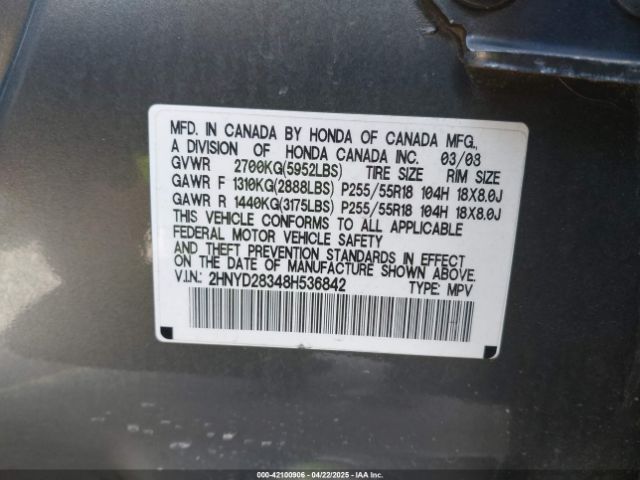 MFD. IN CANADA BY HONDA OF CANADA MFG.,
A DIVISION OF HONDA CANADA INC. 03/08
GVWR 2700KG(5952LBS) TIRE SIZE RIM SIZE
GAWR F 1310KG(2888LBS) P255/55R18 104H 18X8.0J
GAWR R 1440KG(3175LBS) P255/55R18 104H 18X8.0J
THIS VEHICLE CONFORMS TO ALL APPLICABLE
FEDERAL MOTOR VEHICLE SAFETY
AND THEFT PREVENTION STANDARDS IN EFFECT
ON THE DATE OF MANUFACTURE SHOWN ABOVE.
V.I.N.: 2HNYD28348H536842 TYPE: MPV
000-42100906 - 04/22/2025 - IAAI.COM